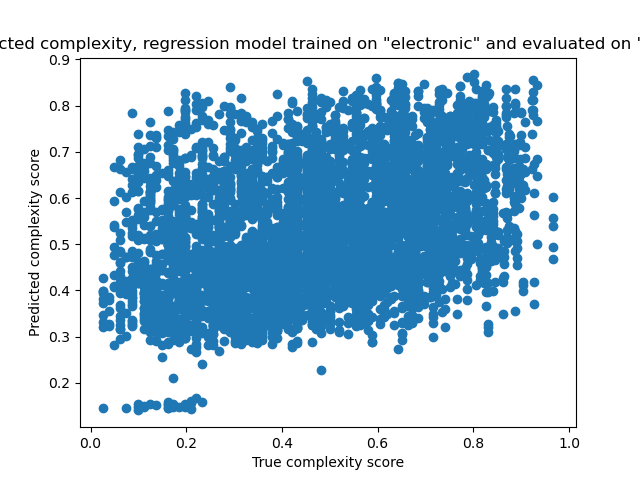 cted complexity, regression model trained on "electronic" and evaluated on "
0.9
0.8
0.7
0.6
0.5
0.4
0.3
0.2
Predicted complexity score
0.0 0.2 0.4 0.6 0.8 1.0
True complexity score